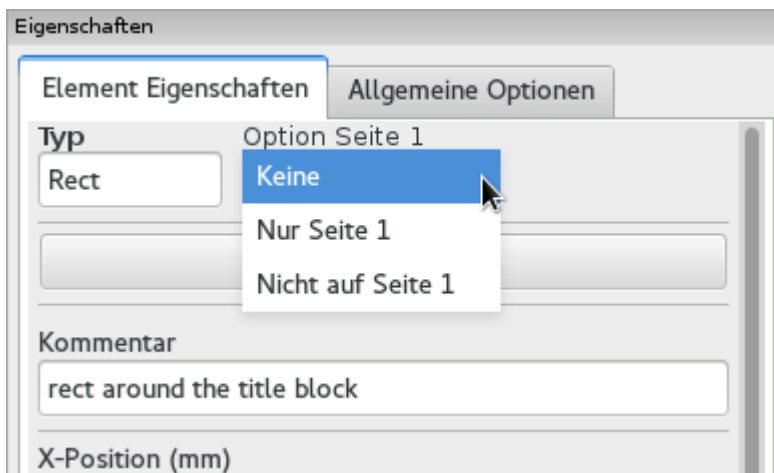 Eigenschaften
Element Eigenschaften Allgemeine Optionen
Typ Option Seite 1
Rect Keine
Nur Seite 1
Nicht auf Seite 1
Kommentar
rect around the title block
X-Position (mm)